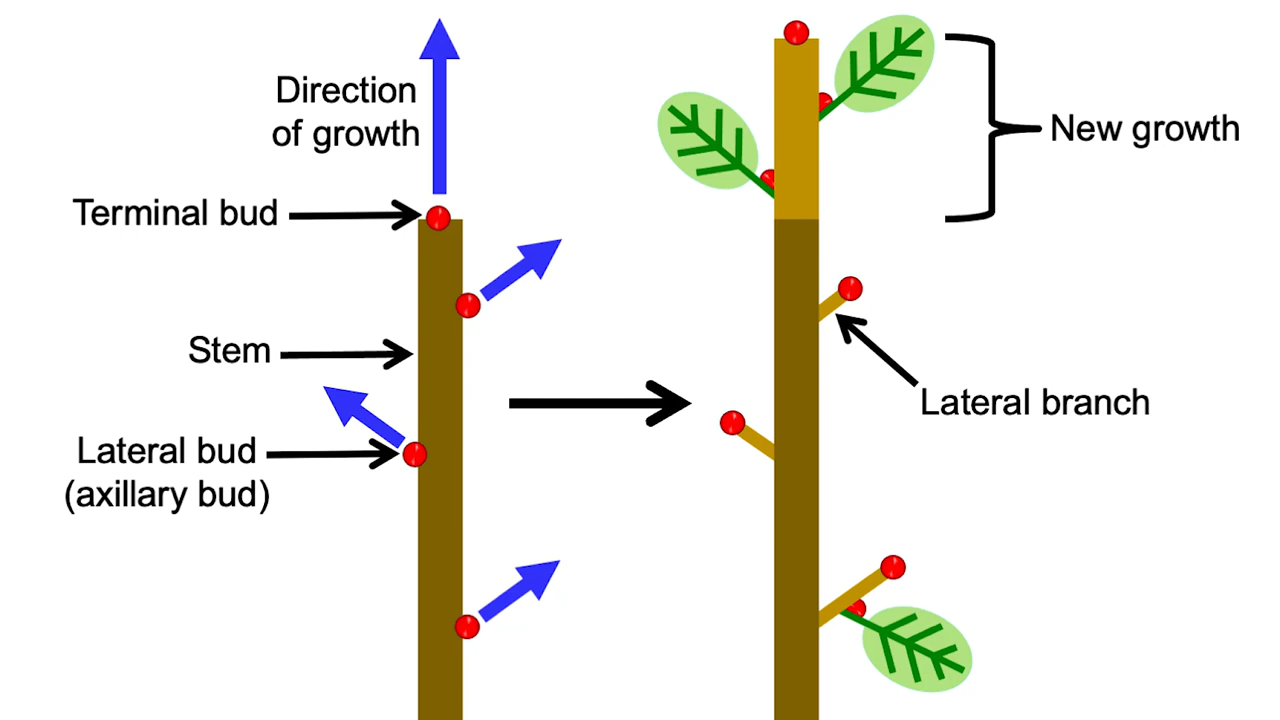 Direction
of growth
Terminal bud
Stem
Lateral bud
(axillary bud)
New growth
Lateral branch